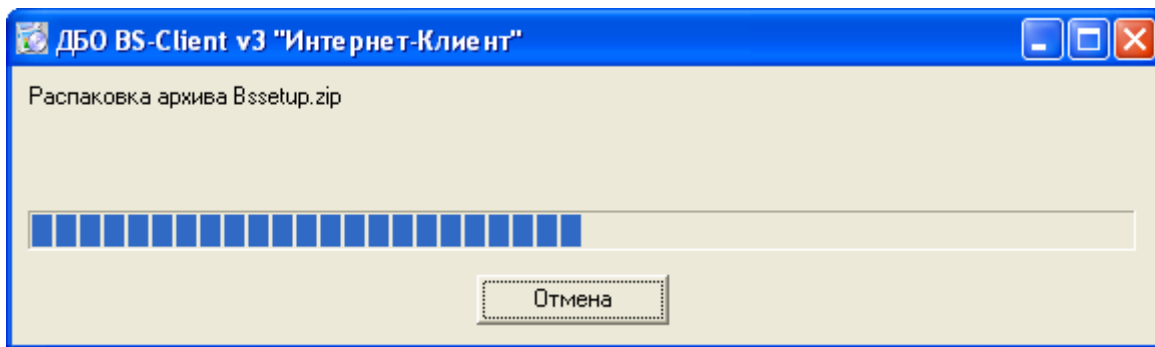 ДБО BS-Client v3 "Интернет-Клиент"
Распаковка архива Bssetup.zip
Отмена